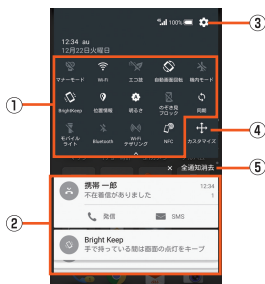 100%
③
12:34 au
12月22日火曜日
①
マナーモード Wi-Fi エコ技 自動画面回転 機内モード
BrightKeep 位置情報 明るさ のぞき見ブロック 同期
モバイルライト Bluetooth Wi-Fiテザリング NFC カスタマイズ
④
× 全通知消去
⑤
②
携帯 一郎 12:34
不在着信がありました 1
発信 SMS
Bright Keep
手で持っている間は画面の点灯をキープ